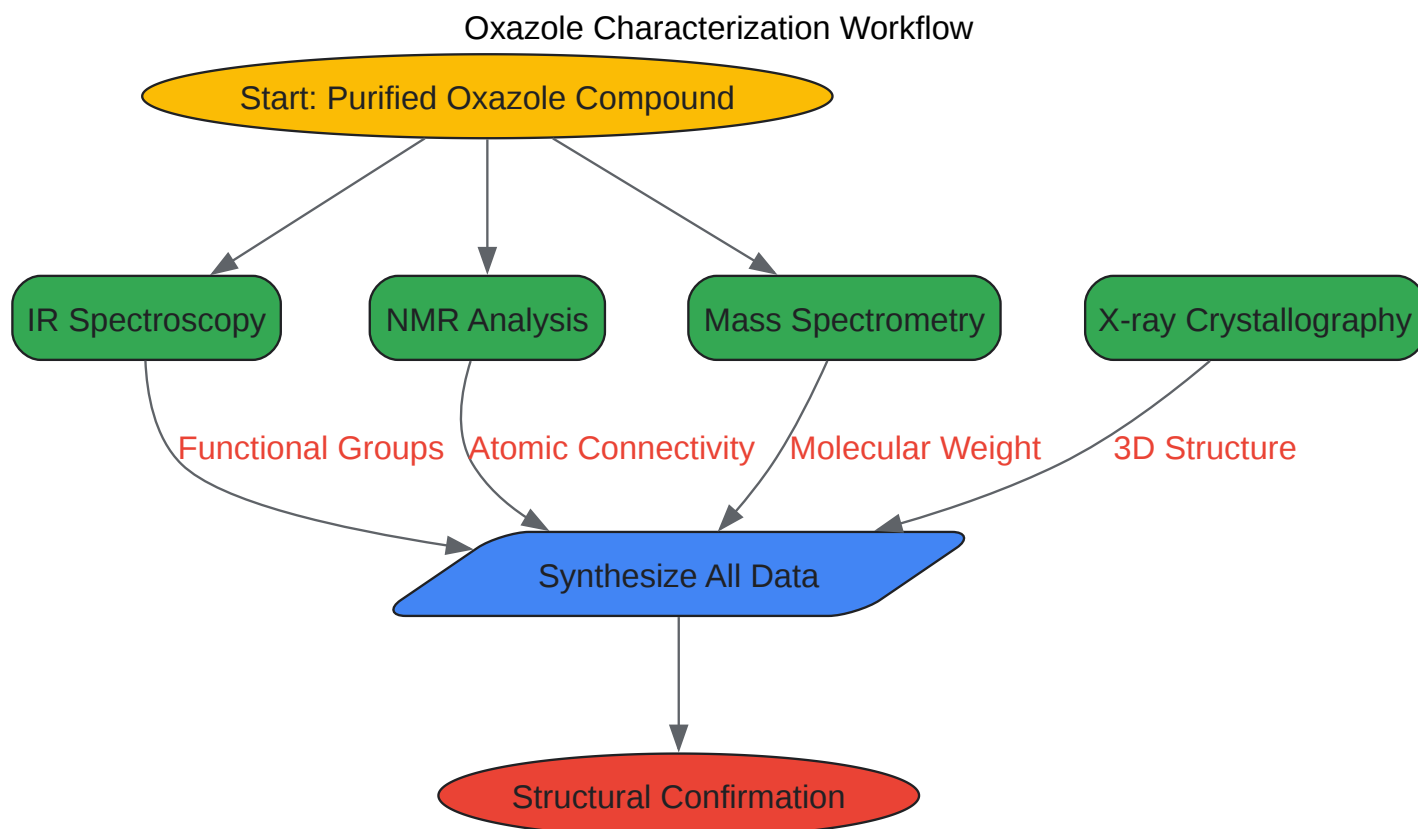 Oxazole Characterization Workflow
Start: Purified Oxazole Compound
IR Spectroscopy
NMR Analysis
Mass Spectrometry
X-ray Crystallography
Functional Groups
Atomic Connectivity
Molecular Weight
3D Structure
Synthesize All Data
Structural Confirmation